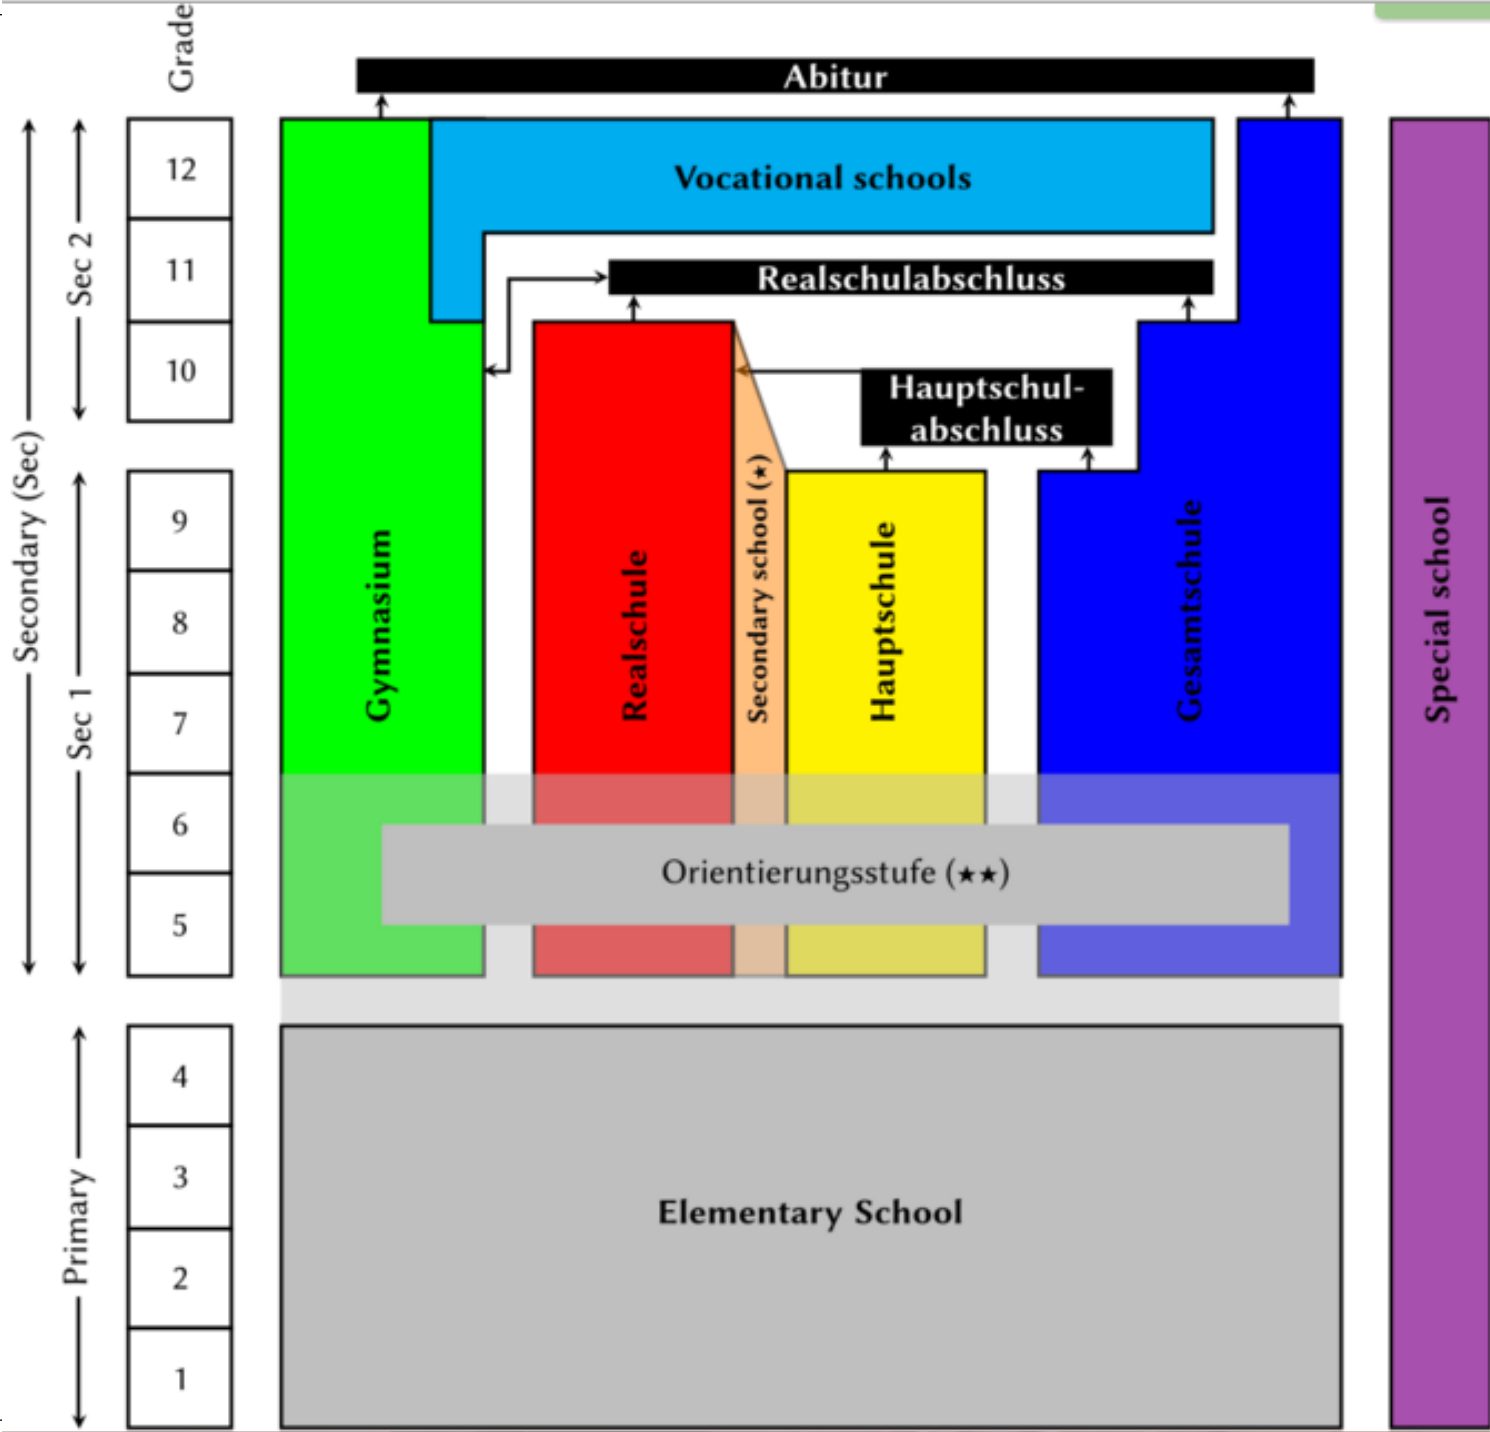 Grade
Abitur
12
Vocational schools
Sec 2
11
Realschulabschluss
10
Hauptschul-
abschluss
Secondary (Sec)
9
8
7
Sec 1
Gymnasium
Realschule
Secondary school (★)
Hauptschule
Gesamtschule
Special school
6
Orientierungsstufe (★★)
5
4
3
Primary
Elementary School
2
1